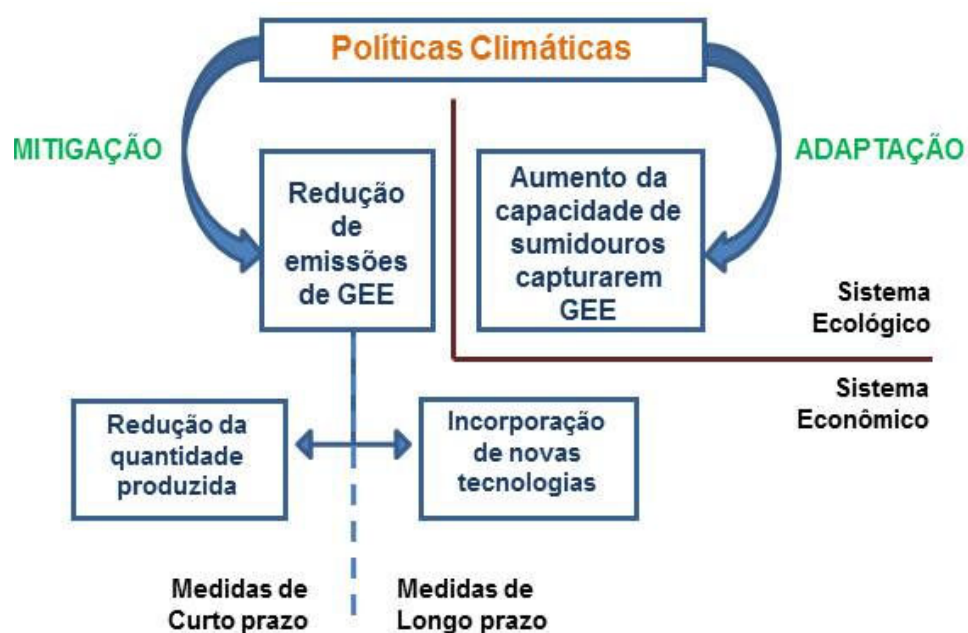 Políticas Climáticas
MITIGAÇÃO
ADAPTAÇÃO
Redução
de
emissões
de GEE
Aumento da
capacidade de
sumidouros
capturarem
GEE
Sistema
Ecológico
Sistema
Econômico
Redução da
quantidade
produzida
Incorporação
de novas
tecnologias
Medidas de
Curto prazo
Medidas de
Longo prazo